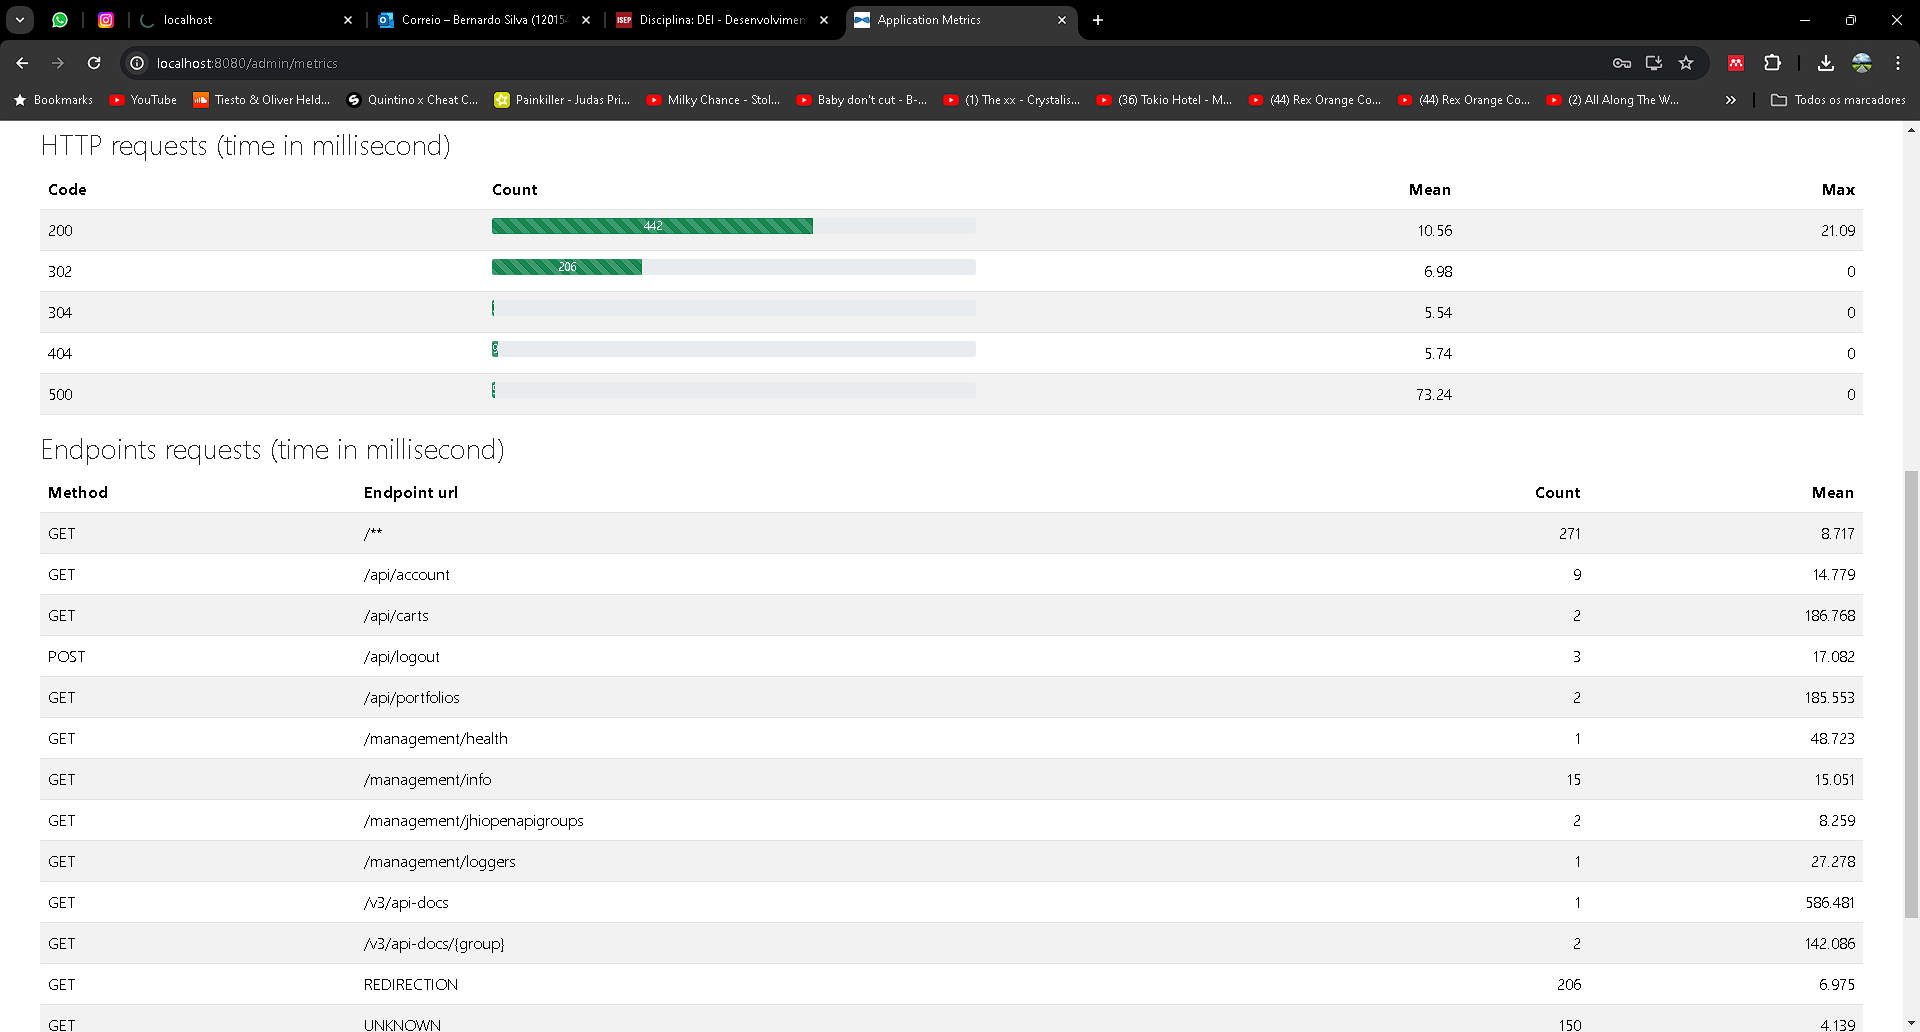 localhost
Correio – Bernardo Silva (120154
Disciplina: DEI - Desenvolvimen
Application Metrics
localhost:8080/admin/metrics
Bookmarks
YouTube
Tiesto & Oliver Held...
Quintino x Cheat C...
Painkiller - Judas Pri...
Milky Chance - Stol...
Baby don't cut - B-...
(1) The xx - Crystalis...
(36) Tokio Hotel - M...
(44) Rex Orange Co...
(44) Rex Orange Co...
(2) All Along The W...
Todos os marcadores
HTTP requests (time in millisecond)
Code Count Mean Max
200 442 10.56 21.09
302 206 6.98 0
304 5.54 0
404 9 5.74 0
500 73.24 0
Endpoints requests (time in millisecond)
Method Endpoint url Count Mean
GET /** 271 8.717
GET /api/account 9 14.779
GET /api/carts 2 186.768
POST /api/logout 3 17.082
GET /api/portfolios 2 185.553
GET /management/health 1 48.723
GET /management/info 15 15.051
GET /management/jhiopenapigroups 2 8.259
GET /management/loggers 1 27.278
GET /v3/api-docs 1 586.481
GET /v3/api-docs/{group} 2 142.086
GET REDIRECTION 206 6.975
GET UNKNOWN 150 4.139